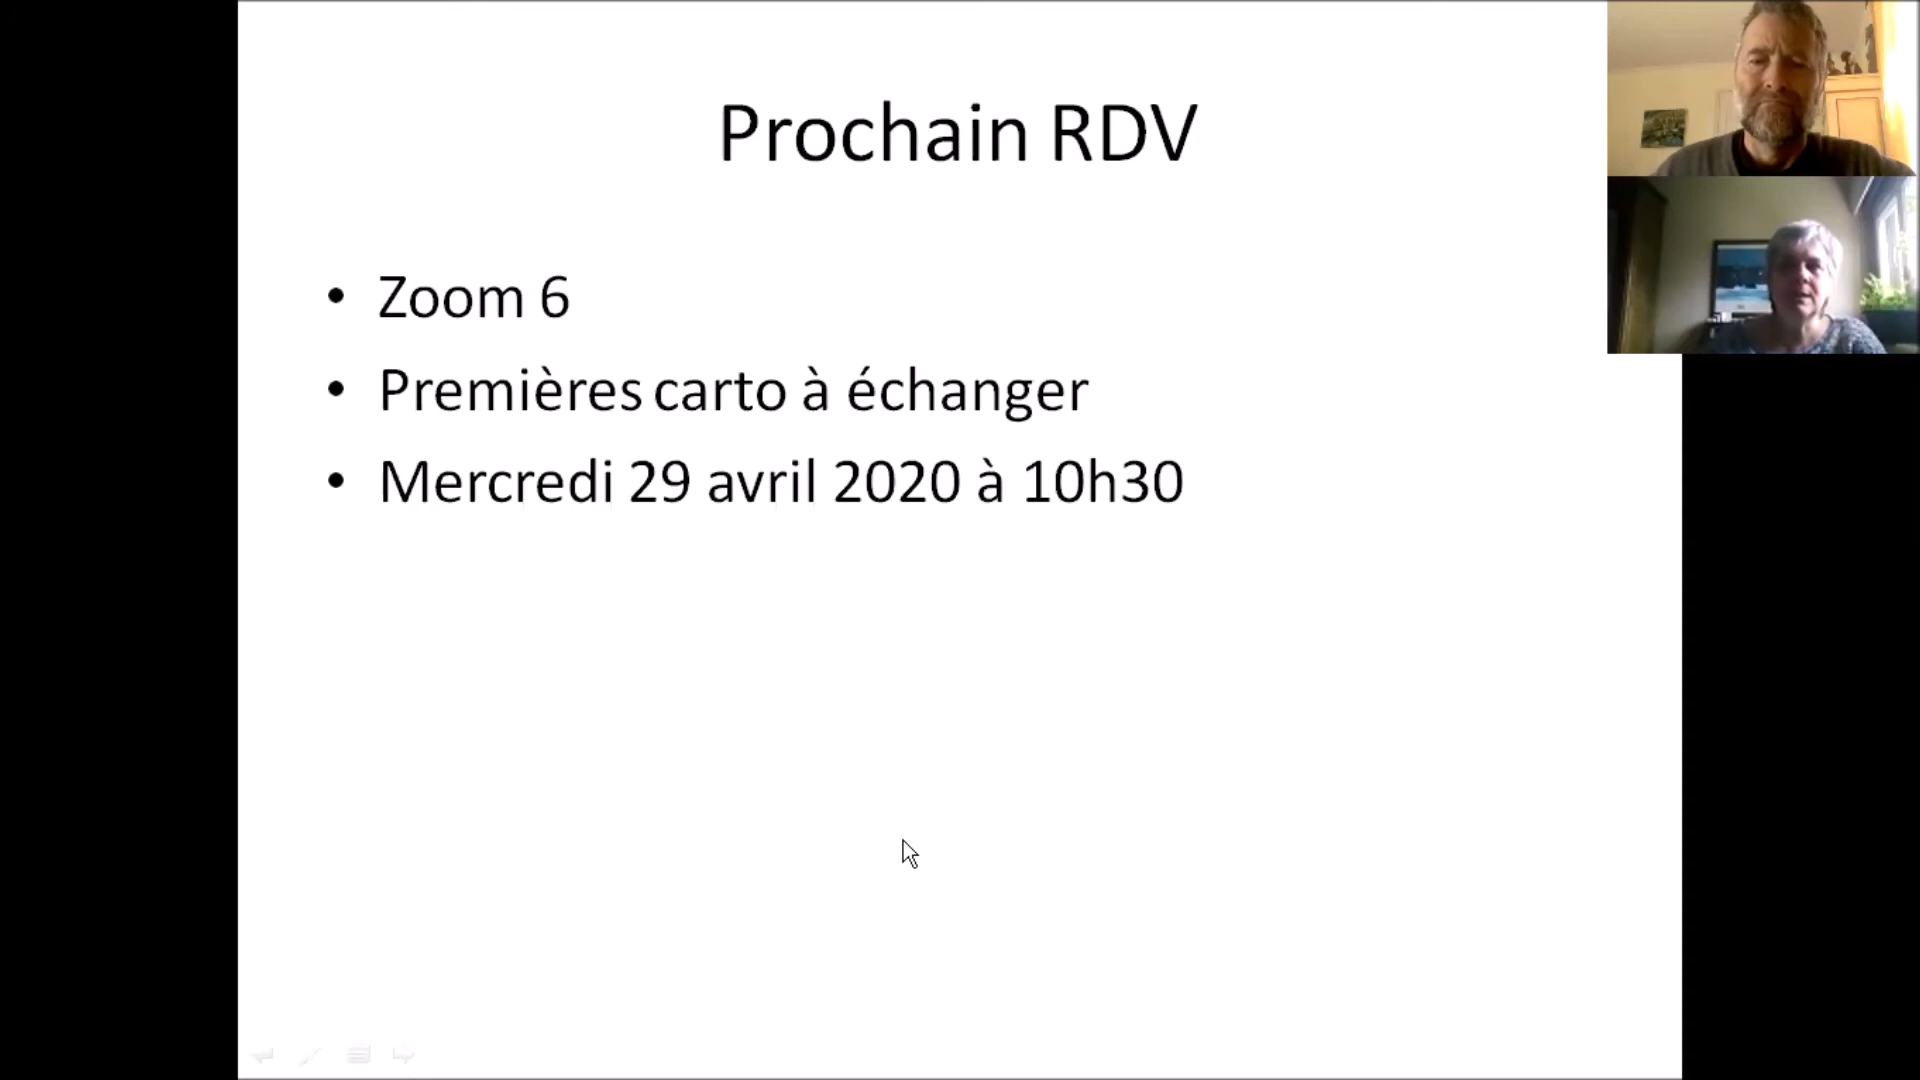 Prochain RDV
• Zoom 6
• Premières carto à échanger
• Mercredi 29 avril 2020 à 10h30